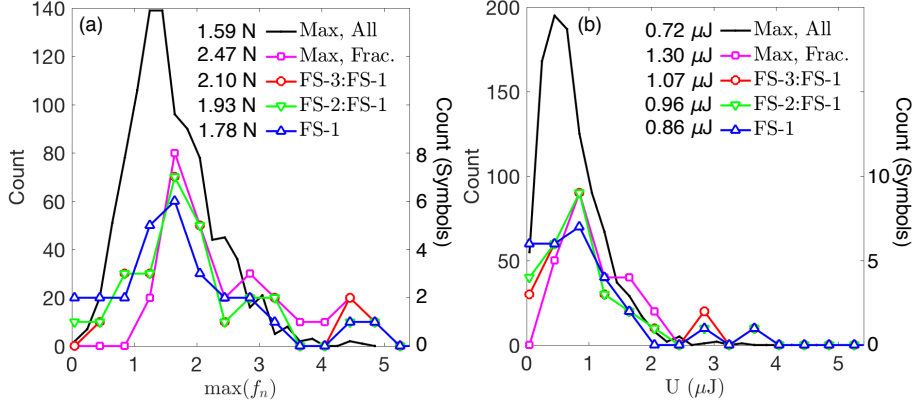 (a)
1.59 N Max, All
2.47 N Max, Frac.
2.10 N FS-3:FS-1
1.93 N FS-2:FS-1
1.78 N FS-1
140
120
100
80
60
40
20
0
Count
8
6
4
2
0
Count (Symbols)
0 1 2 3 4 5
max(fₙ)
(b)
0.72 μJ Max, All
1.30 μJ Max, Frac.
1.07 μJ FS-3:FS-1
0.96 μJ FS-2:FS-1
0.86 μJ FS-1
200
150
100
50
0
Count
10
5
0
Count (Symbols)
0 1 2 3 4 5
U (μJ)